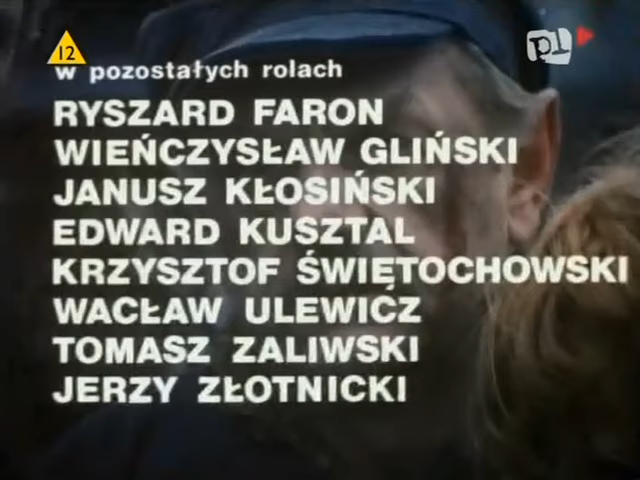 12
w pozostałych rolach
RYSZARD FARON
WIEŃCZYSŁAW GLIŃSKI
JANUSZ KŁOSIŃSKI
EDWARD KUSZTAL
KRZYSZTOF ŚWIĘTOCHOWSKI
WACŁAW ULEWICZ
TOMASZ ZALIWSKI
JERZY ZŁOTNICKI